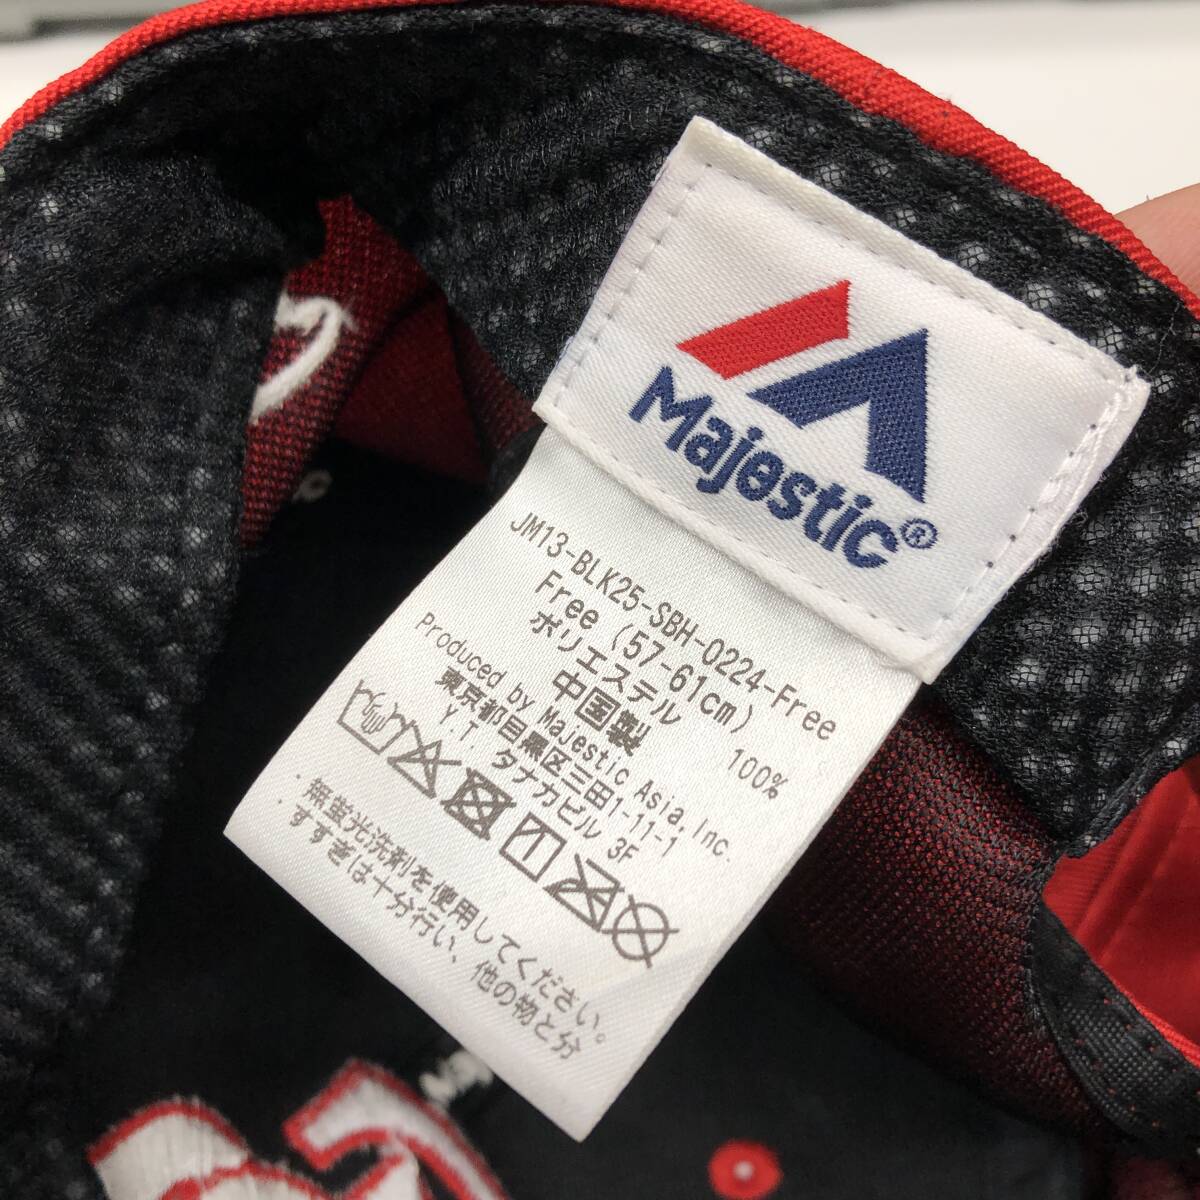 Majestic®
JM13-BLK25-SBH-0224-Free
Free (57-61cm)
ポリエステル 100%
中国製
Produced by Majestic Asia, Inc.
東京都目黒区三田1-11-1
Y.T. タナカビル 3F
無蛍光洗剤を使用してください。
すすぎは十分行い、他の物と分